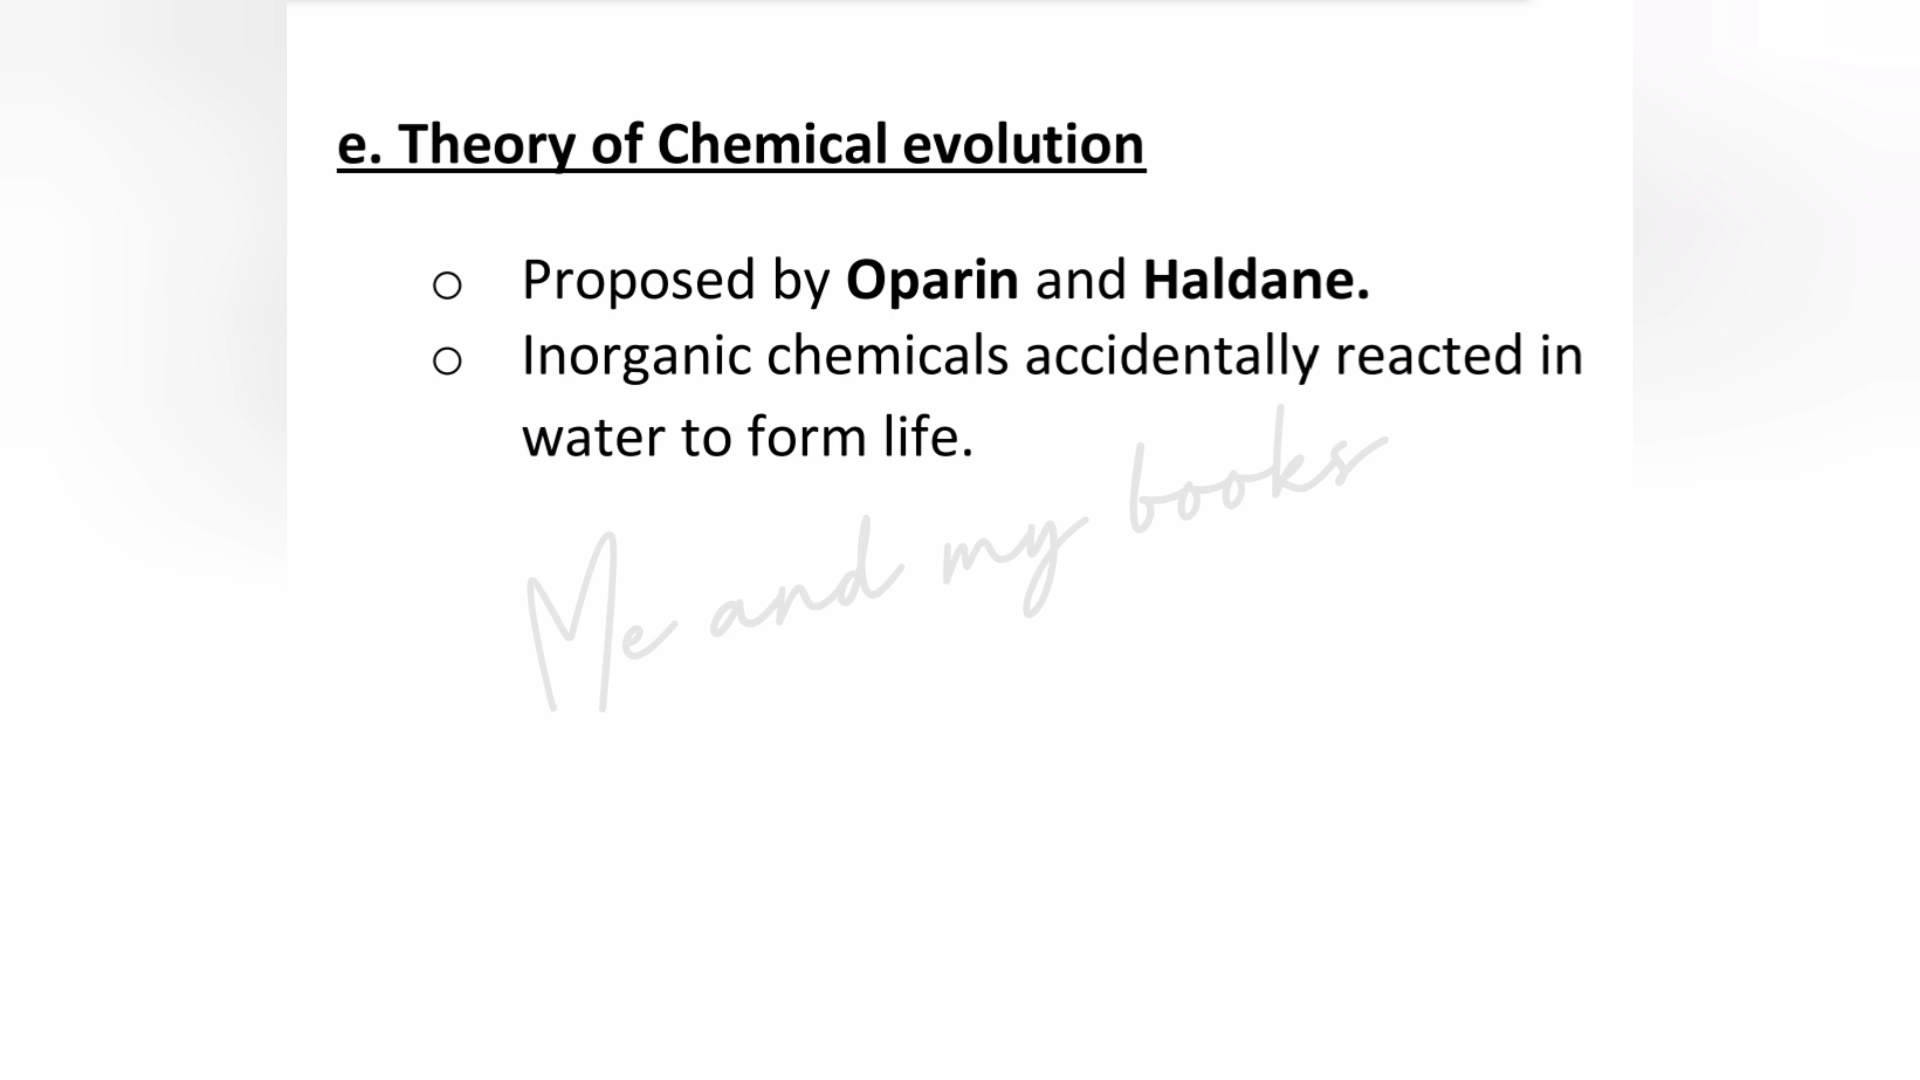 e. Theory of Chemical evolution
o Proposed by Oparin and Haldane.
o Inorganic chemicals accidentally reacted in
water to form life.
Me and my books